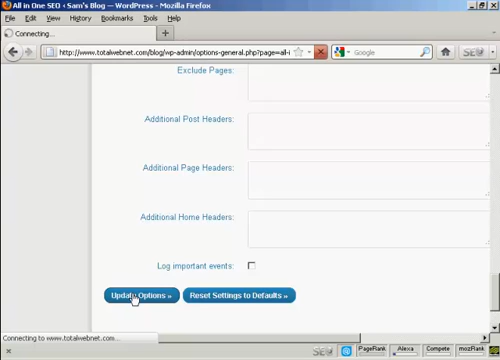 All in One SEO ‹ Sam's Blog — WordPress - Mozilla Firefox
File Edit View History Bookmarks Tools Help
Connecting...
http://www.totalwebnet.com/blog/wp-admin/options-general.php?page=all-i
Google
SEO
Exclude Pages:
Additional Post Headers:
Additional Page Headers:
Additional Home Headers:
Log important events:
Update Options » Reset Settings to Defaults »
Connecting to www.totalwebnet.com...
SEO PageRank Alexa Compete mozRank